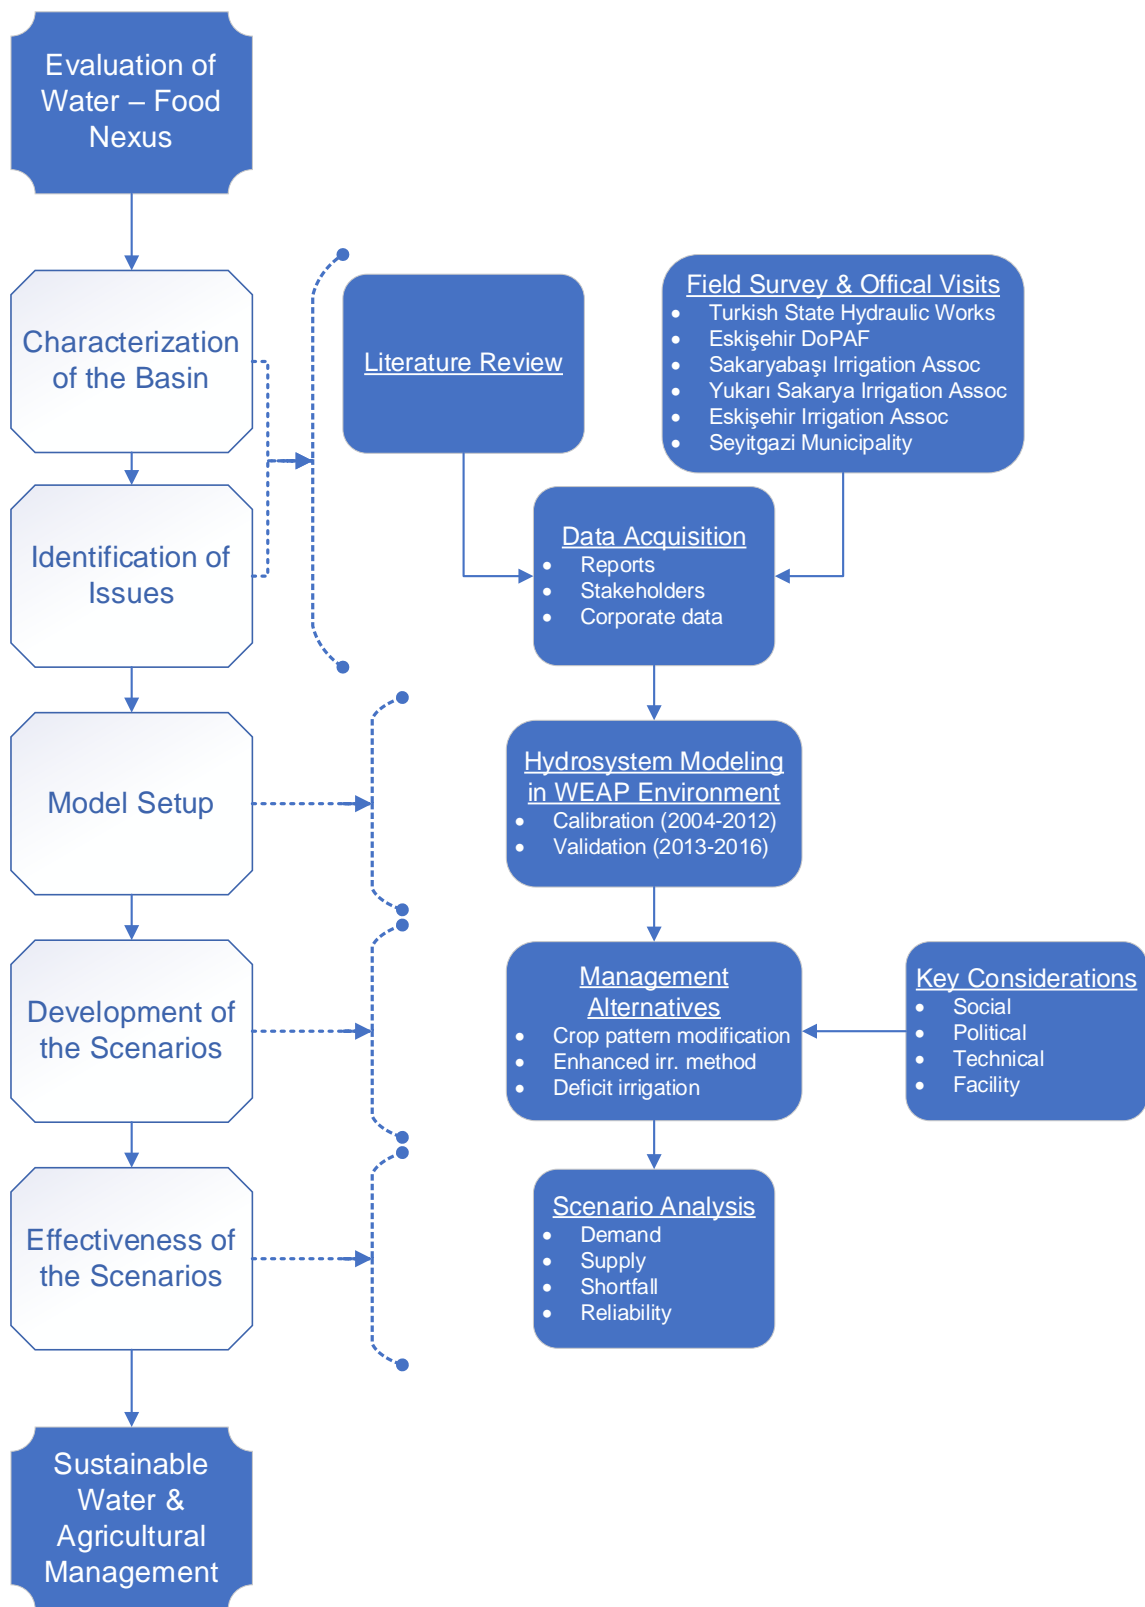 Evaluation of
Water – Food
Nexus
Characterization
of the Basin
Identification of
Issues
Model Setup
Development of
the Scenarios
Effectiveness of
the Scenarios
Sustainable
Water &
Agricultural
Management
Literature Review
Field Survey & Offical Visits
• Turkish State Hydraulic Works
• Eskişehir DoPAF
• Sakaryabaşı Irrigation Assoc
• Yukarı Sakarya Irrigation Assoc
• Eskişehir Irrigation Assoc
• Seyitgazi Municipality
Data Acquisition
• Reports
• Stakeholders
• Corporate data
Hydrosystem Modeling
in WEAP Environment
• Calibration (2004-2012)
• Validation (2013-2016)
Management
Alternatives
• Crop pattern modification
• Enhanced irr. method
• Deficit irrigation
Key Considerations
• Social
• Political
• Technical
• Facility
Scenario Analysis
• Demand
• Supply
• Shortfall
• Reliability